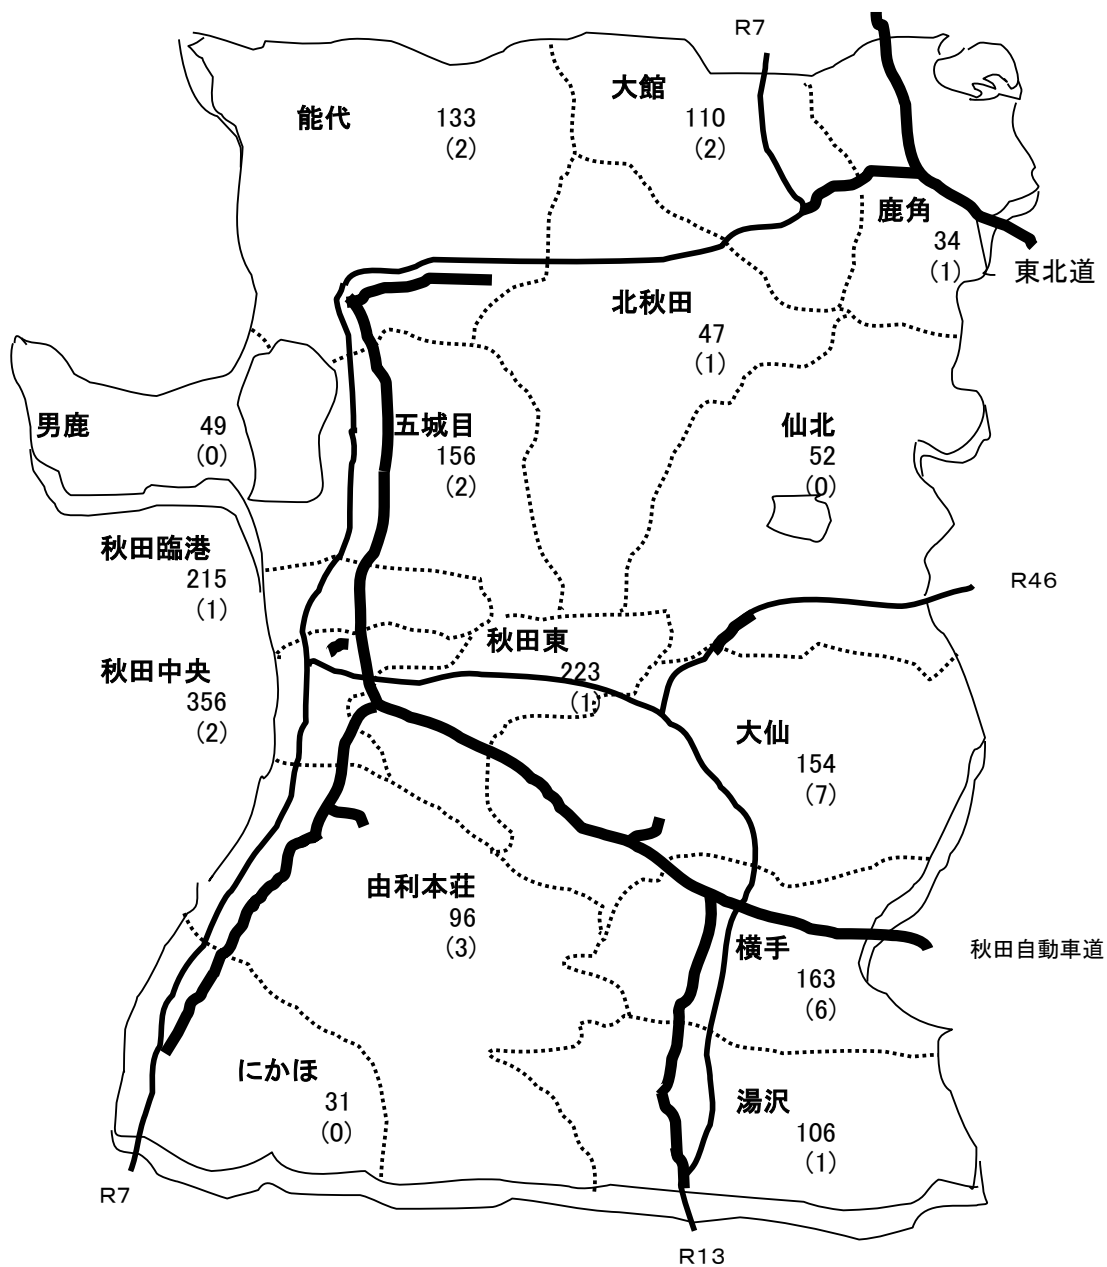 R7
大館
能代
133
(2)
110
(2)
鹿角
34
(1)
東北道
北秋田
47
(1)
男鹿
49
(0)
五城目
156
(2)
仙北
52
(0)
秋田臨港
215
(1)
R46
秋田東
223
(1)
秋田中央
356
(2)
大仙
154
(7)
由利本荘
96
(3)
横手
163
(6)
秋田自動車道
にかほ
31
(0)
湯沢
106
(1)
R7
R13